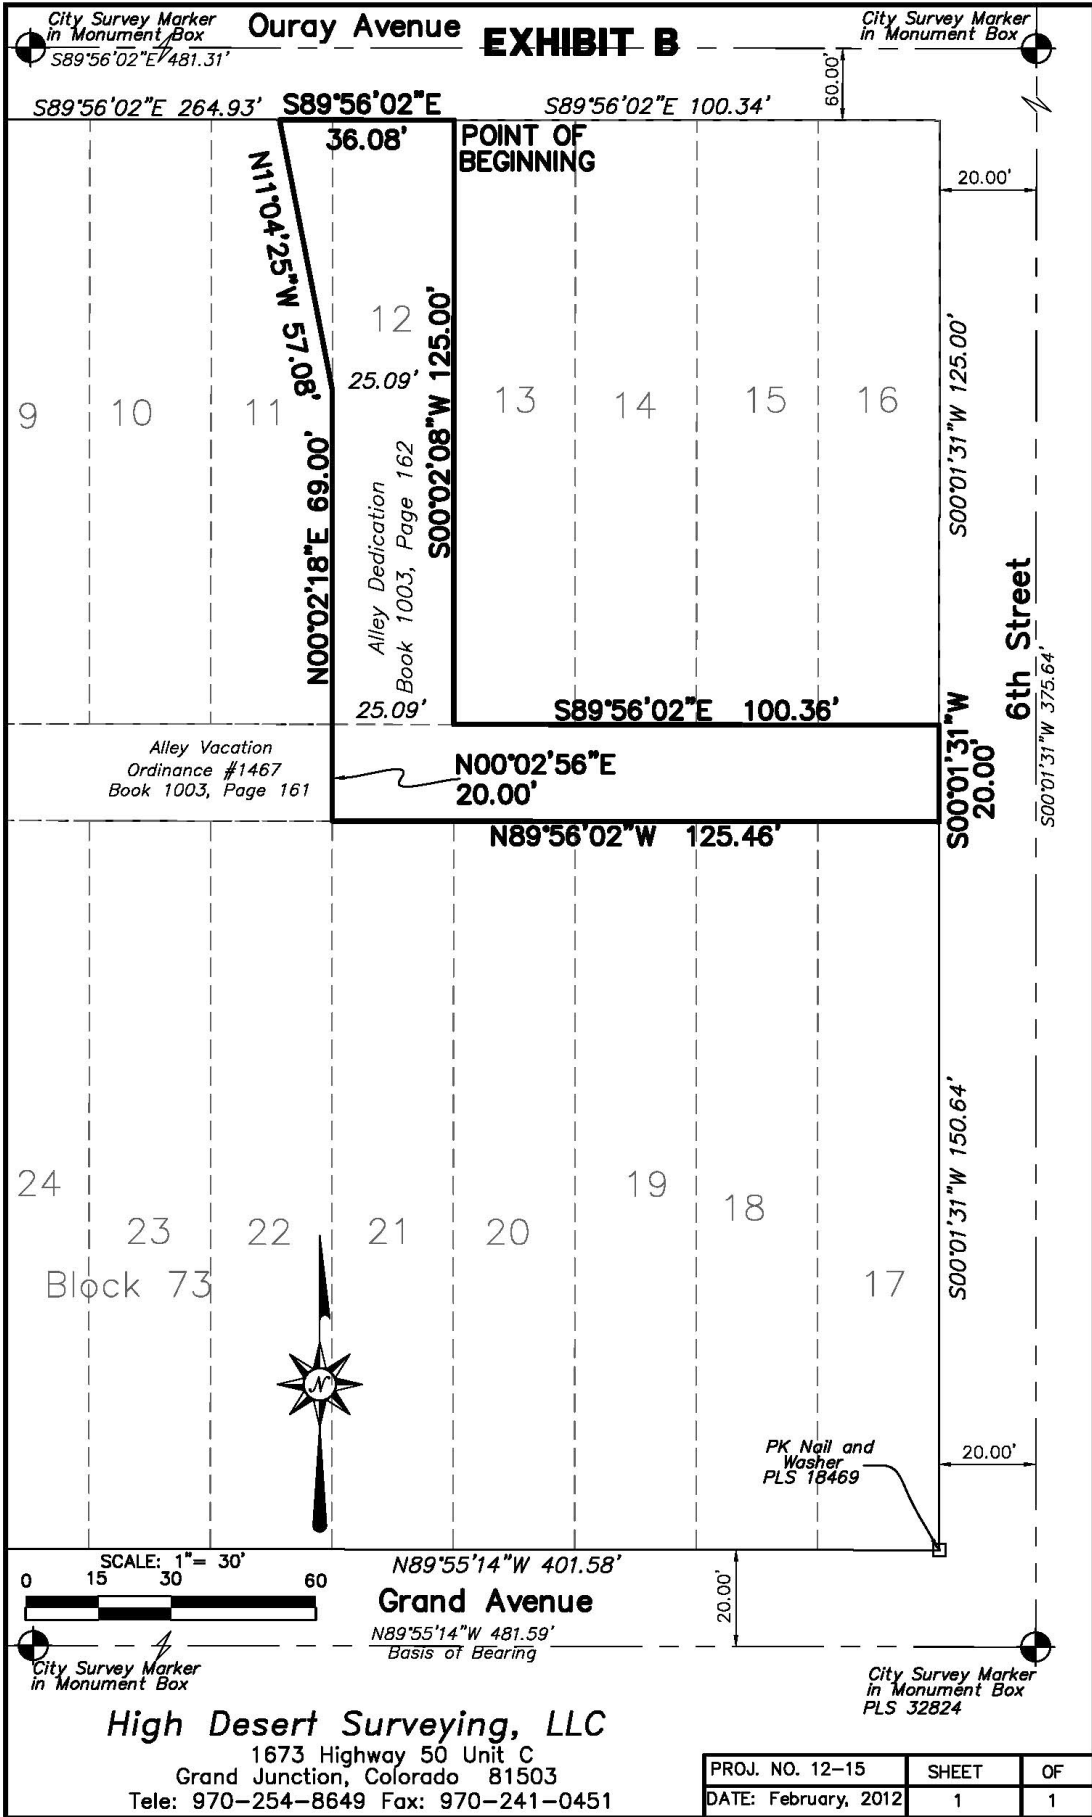 City Survey Marker
in Monument Box
S89°56'02"E 481.31'
Ouray Avenue
EXHIBIT B
City Survey Marker
in Monument Box
60.00'
S89°56'02"E 264.93'
S89°56'02"E
36.08'
S89°56'02"E 100.34'
POINT OF
BEGINNING
20.00'
N11°04'25"W 57.08'
12
25.09'
S00°02'08"W 125.00'
S00°01'31"W 125.00'
9
10
11
13
14
15
16
N00°02'18"E 69.00'
Alley Dedication
Book 1003, Page 162
25.09'
6th Street
S00°01'31"W 375.64'
S89°56'02"E 100.36'
Alley Vacation
Ordinance #1467
Book 1003, Page 161
N00°02'56"E
20.00'
S00°01'31"W
20.00'
N89°56'02"W 125.46'
S00°01'31"W 150.64'
24
23
22
21
20
19
18
17
Block 73
N
PK Nail and
Washer
PLS 18469
20.00'
SCALE: 1"= 30'
0 15 30 60
N89°55'14"W 401.58'
Grand Avenue
20.00'
N89°55'14"W 481.59'
Basis of Bearing
City Survey Marker
in Monument Box
City Survey Marker
in Monument Box
PLS 32824
High Desert Surveying, LLC
1673 Highway 50 Unit C
Grand Junction, Colorado 81503
Tele: 970-254-8649 Fax: 970-241-0451
PROJ. NO. 12-15 SHEET OF
DATE: February, 2012 1 1